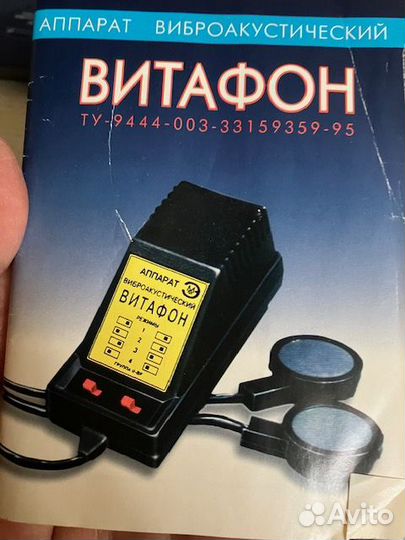 АППАРАТ ВИБРОАКУСТИЧЕСКИЙ
ВИТАФОН
ТУ-9444-003-33159359-95
АППАРАТ
ВИБРОАКУСТИЧЕСКИЙ
ВИТАФОН
РЕЖИМЫ
1
2
3
4
Avito